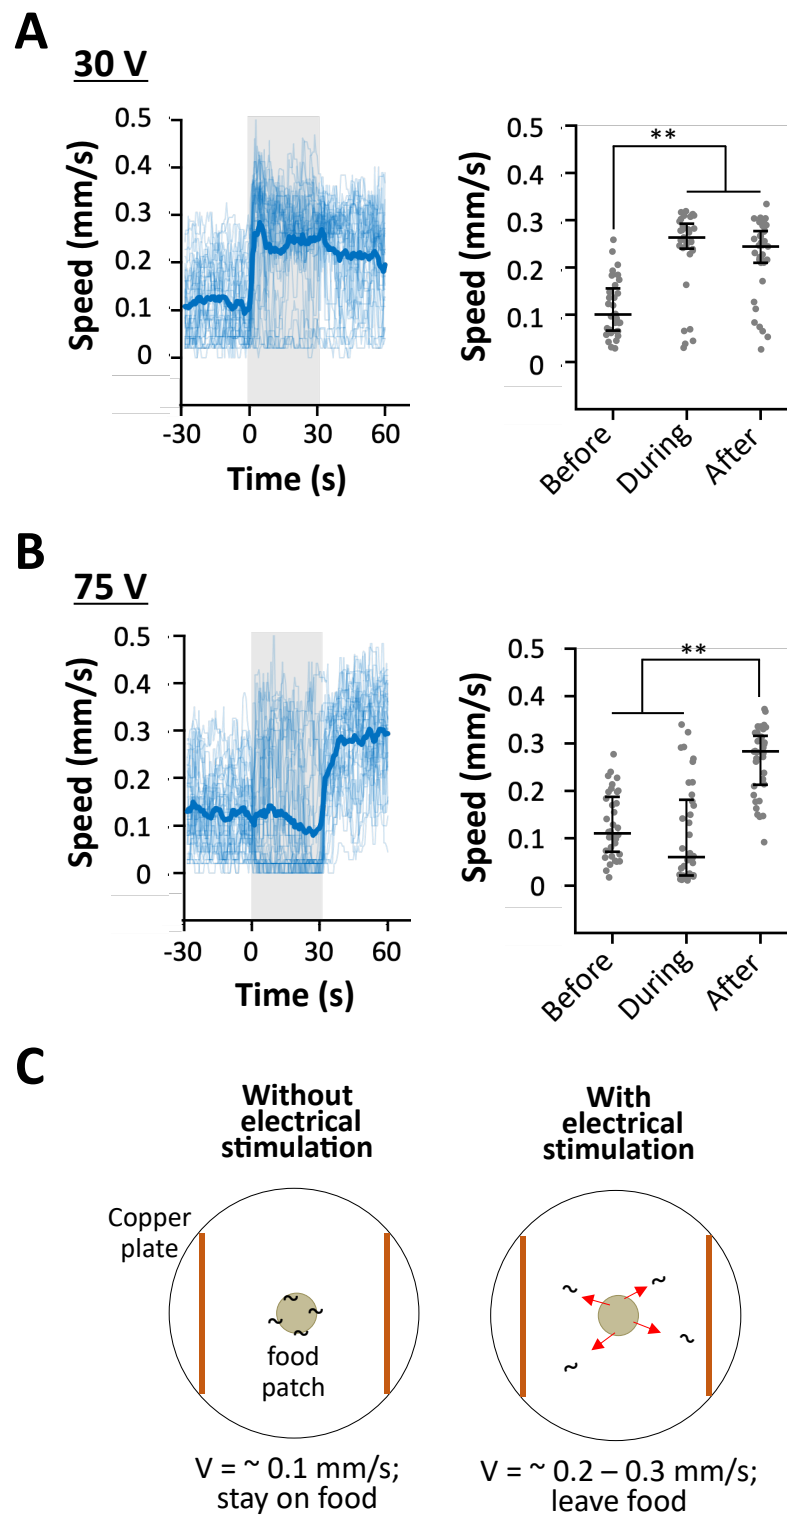 A
30 V
Speed (mm/s)
0.5
0.4
0.3
0.2
0.1
0
-30 0 30 60
Time (s)
Speed (mm/s)
0.5
0.4
0.3
0.2
0.1
0
**
Before During After
B
75 V
Speed (mm/s)
0.5
0.4
0.3
0.2
0.1
0
-30 0 30 60
Time (s)
Speed (mm/s)
0.5
0.4
0.3
0.2
0.1
0
**
Before During After
C
Without
electrical
stimulation
Copper
plate
~
~
~
~
food
patch
V = ~ 0.1 mm/s;
stay on food
With
electrical
stimulation
~
~
~
~
V = ~ 0.2 – 0.3 mm/s;
leave food